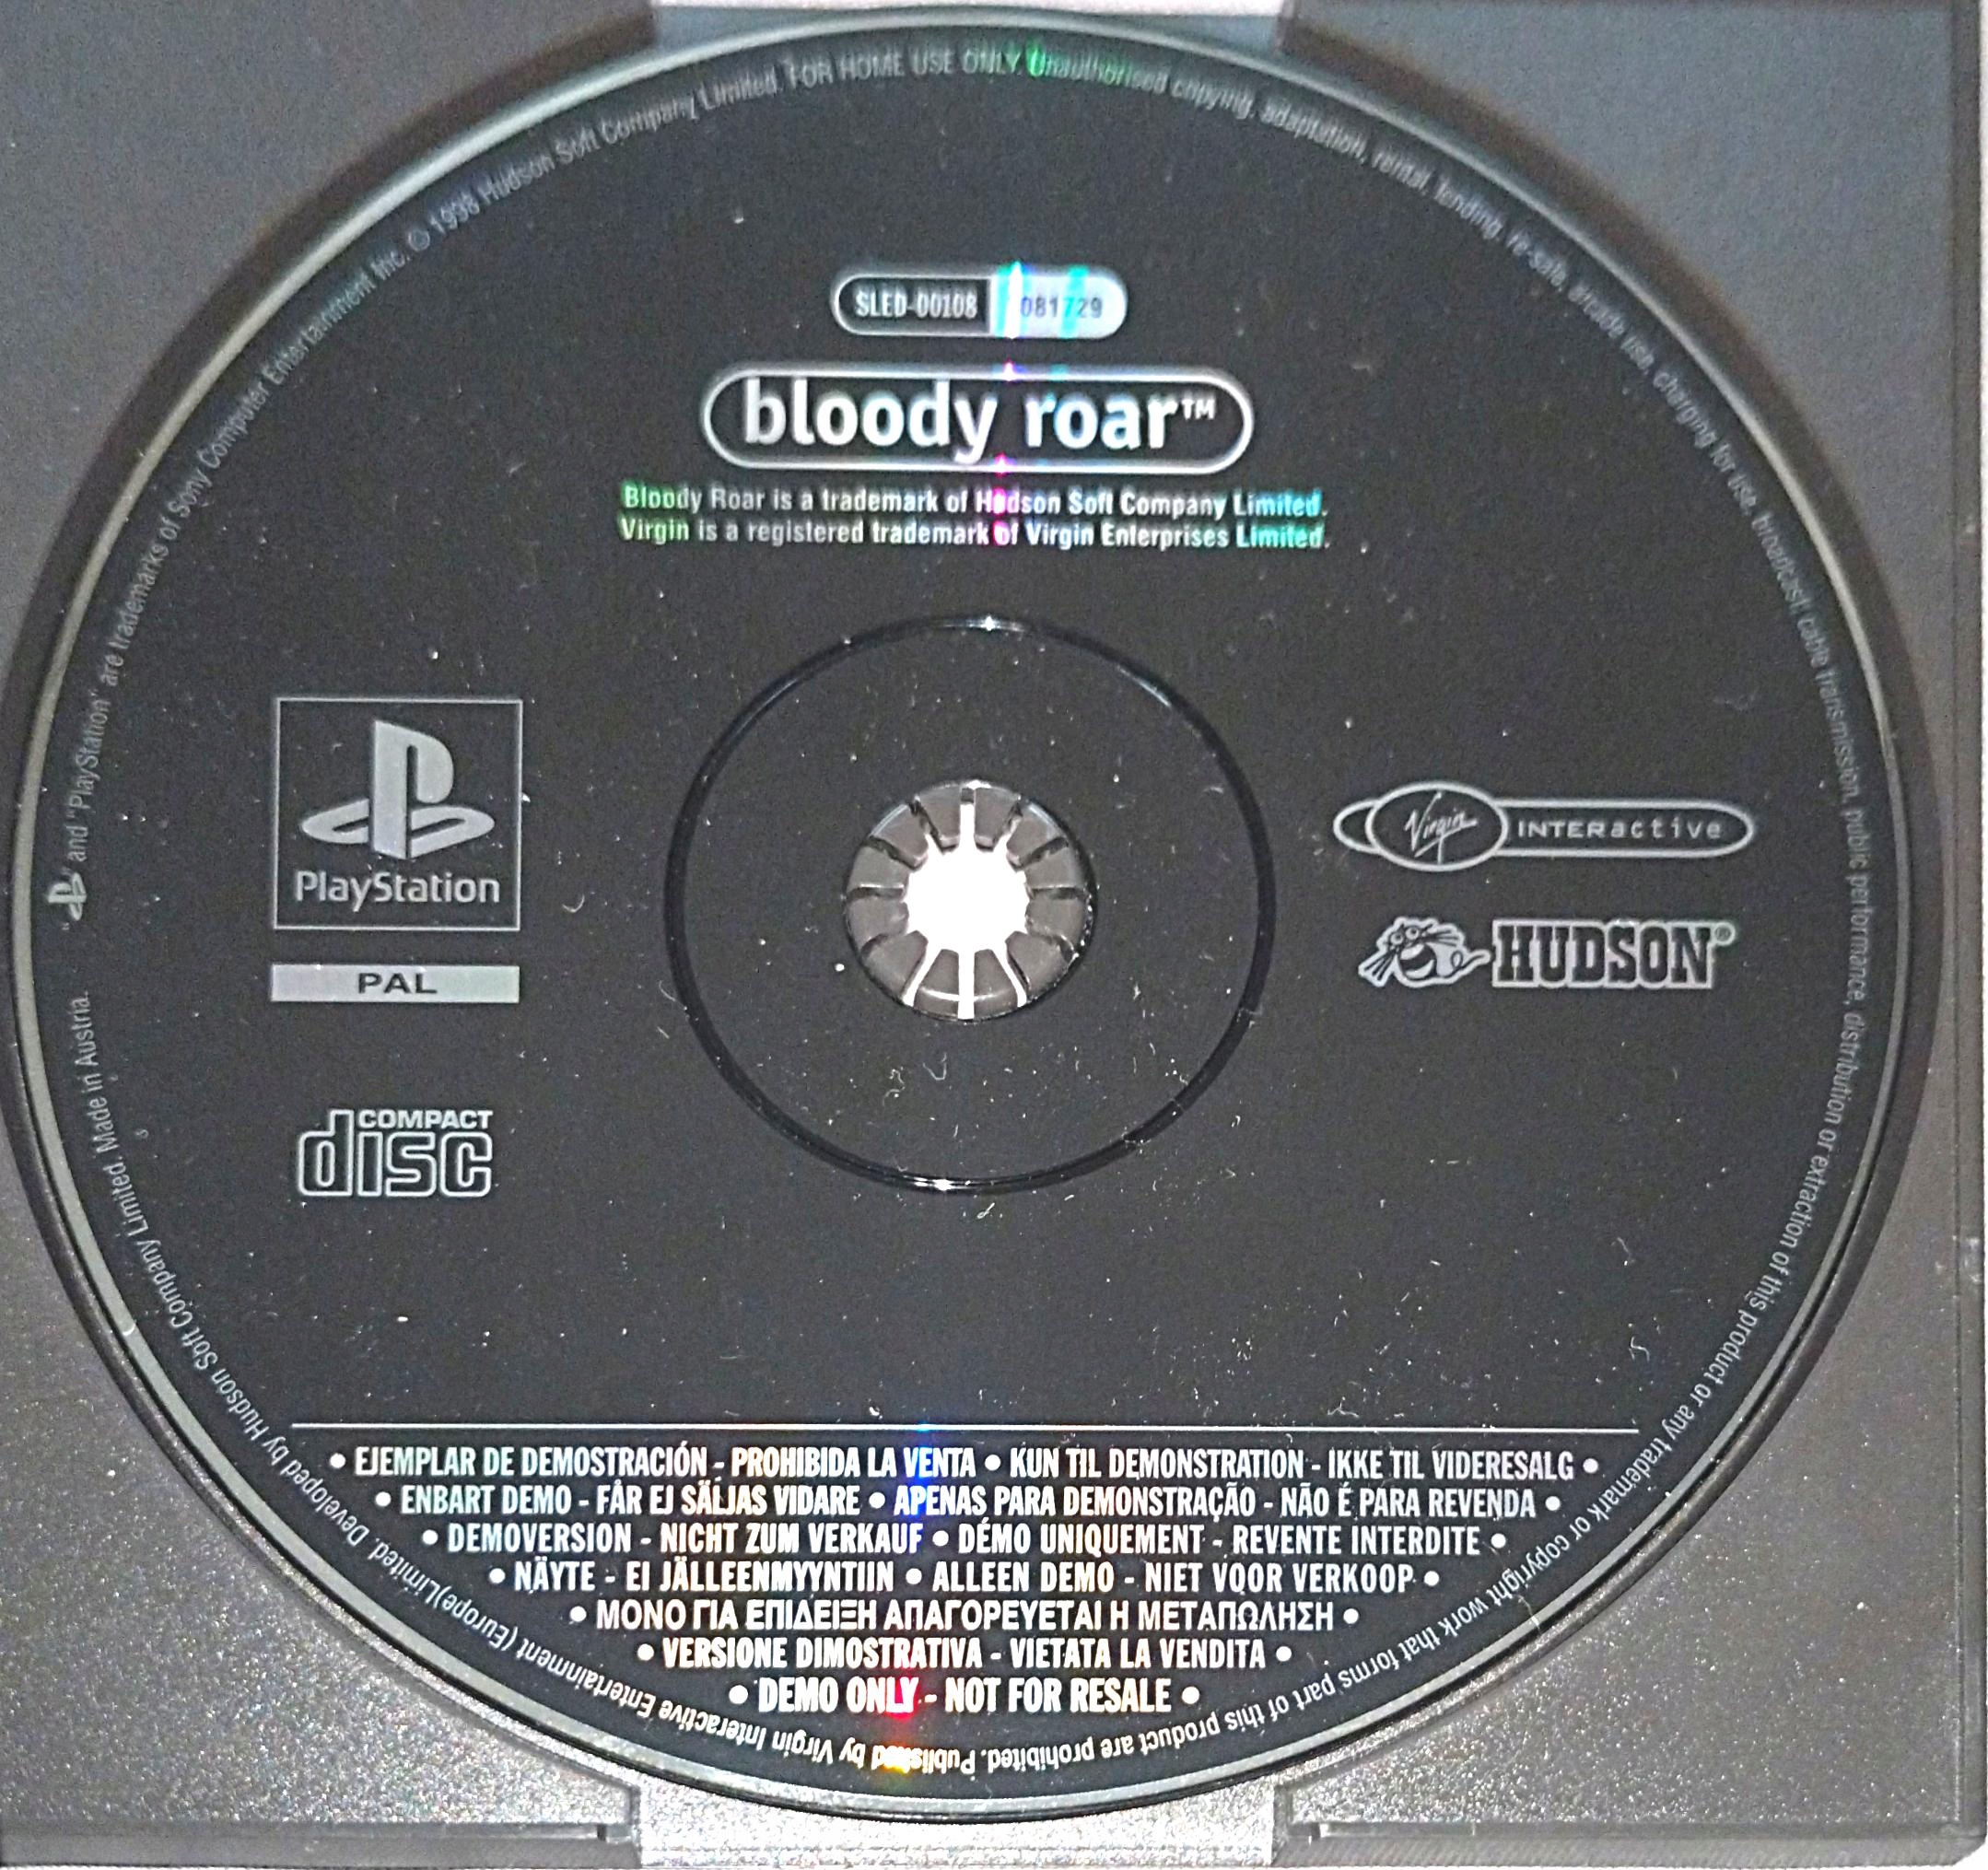 SLED-00108 081729
bloody roar™
Bloody Roar is a trademark of Hudson Soft Company Limited.
Virgin is a registered trademark of Virgin Enterprises Limited.
PlayStation
PAL
COMPACT
disc
Virgin INTERactive
HUDSON®
• EJEMPLAR DE DEMOSTRACIÓN - PROHIBIDA LA VENTA • KUN TIL DEMONSTRATION - IKKE TIL VIDERESALG •
• ENBART DEMO - FÅR EJ SÄLJAS VIDARE • APENAS PARA DEMONSTRAÇÃO - NÃO É PARA REVENDA •
• DEMOVERSION - NICHT ZUM VERKAUF • DÉMO UNIQUEMENT - REVENTE INTERDITE •
• NÄYTE - EI JÄLLEENMYYNTIIN • ALLEEN DEMO - NIET VOOR VERKOOP •
• ΜΟΝΟ ΓΙΑ ΕΠΙΔΕΙΞΗ ΑΠΑΓΟΡΕΥΕΤΑΙ Η ΜΕΤΑΠΩΛΗΣΗ •
• VERSIONE DIMOSTRATIVA - VIETATA LA VENDITA •
• DEMO ONLY - NOT FOR RESALE •
" " and "PlayStation" are trademarks of Sony Computer Entertainment Inc. © 1998 Hudson Soft Company Limited. FOR HOME USE ONLY. Unauthorised copying, adaptation, rental, lending, re-sale, arcade use, charging for use, broadcast, cable transmission, public performance, distribution or extraction of this product or any trademark or copyright work that forms part of this product are prohibited. Published by Virgin Interactive Entertainment (Europe) Limited. Developed by Hudson Soft Company Limited. Made in Austria.